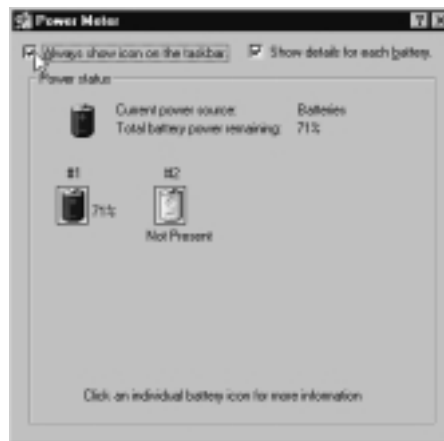 Power Meter
Always show icon on the taskbar. Show details for each battery.
Power status
Current power source: Batteries
Total battery power remaining: 71%
#1 #2
71%
Not Present
Click an individual battery icon for more information